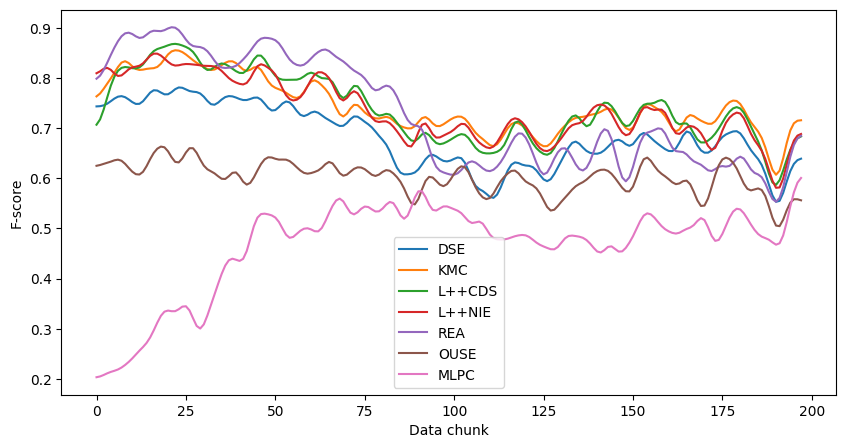 0.9
0.8
0.7
0.6
0.5
0.4
0.3
0.2
F-score
DSE
KMC
L++CDS
L++NIE
REA
OUSE
MLPC
0 25 50 75 100 125 150 175 200
Data chunk